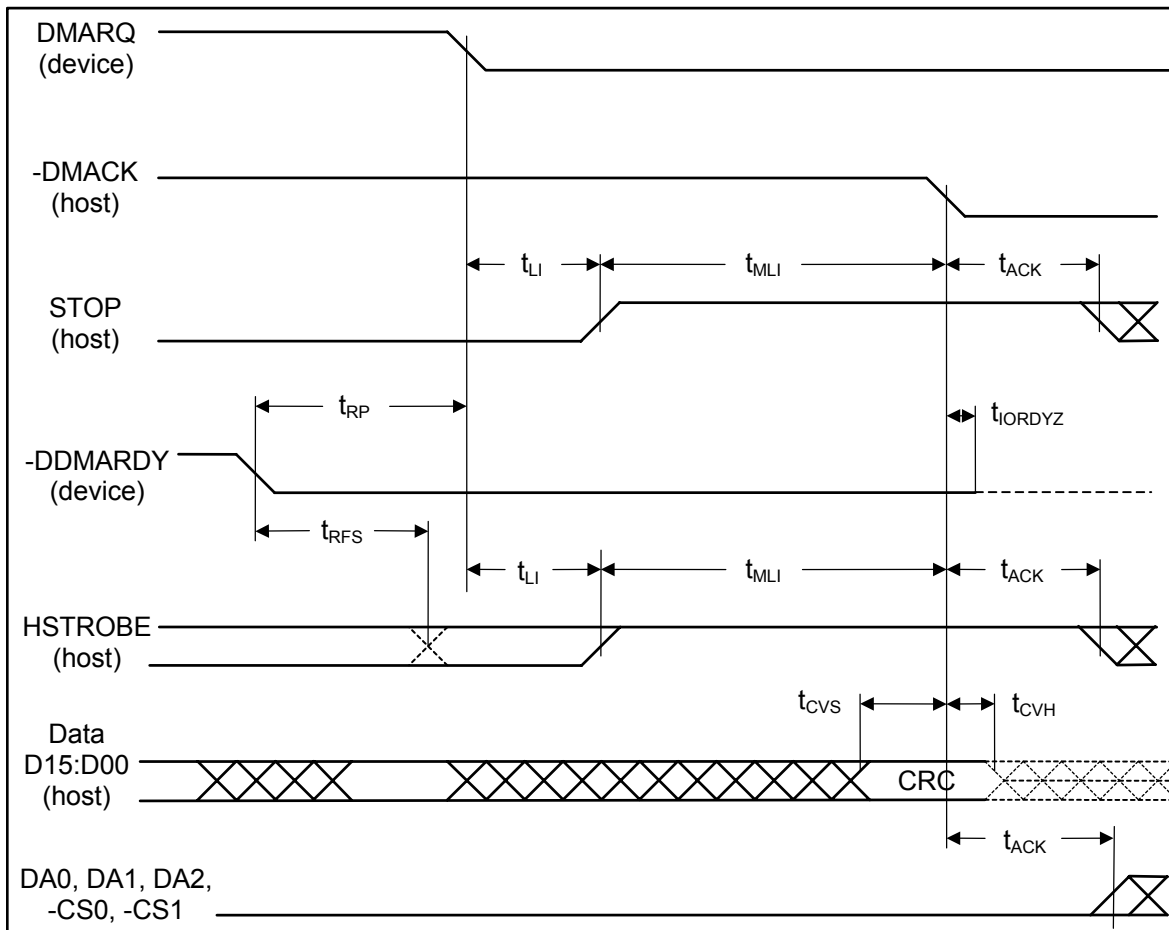 DMARQ
(device)
-DMACK
(host)
tLI
tMLI
tACK
STOP
(host)
tRP
tIORDYZ
-DDMARDY
(device)
tRFS
tLI
tMLI
tACK
HSTROBE
(host)
tCVS
tCVH
Data
D15:D00
(host)
CRC
tACK
DA0, DA1, DA2,
-CS0, -CS1